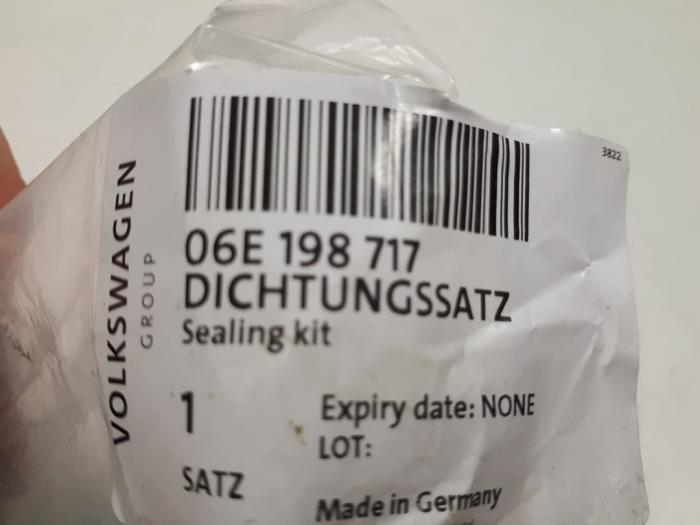 3822
VOLKSWAGEN
GROUP
06E 198 717
DICHTUNGSSATZ
Sealing kit
1
Expiry date: NONE
LOT:
SATZ
Made in Germany